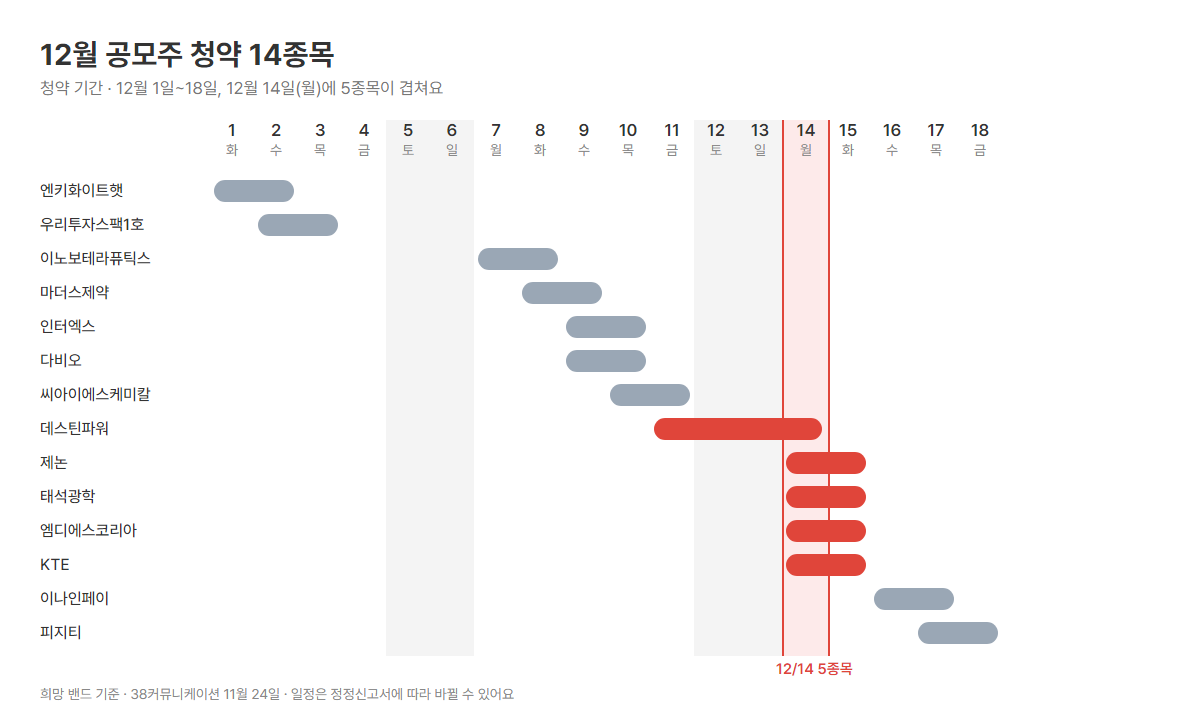 12월 공모주 청약 14종목
청약 기간 · 12월 1일~18일, 12월 14일(월)에 5종목이 겹쳐요
1 2 3 4 5 6 7 8 9 10 11 12 13 14 15 16 17 18
화 수 목 금 토 일 월 화 수 목 금 토 일 월 화 수 목 금
엔키화이트햇
우리투자스팩1호
이노보테라퓨틱스
마더스제약
인터엑스
다비오
씨아이에스케미칼
데스틴파워
제논
태석광학
엠디에스코리아
KTE
이나인페이
피지티
12/14 5종목
희망 밴드 기준 · 38커뮤니케이션 11월 24일 · 일정은 정정신고서에 따라 바뀔 수 있어요